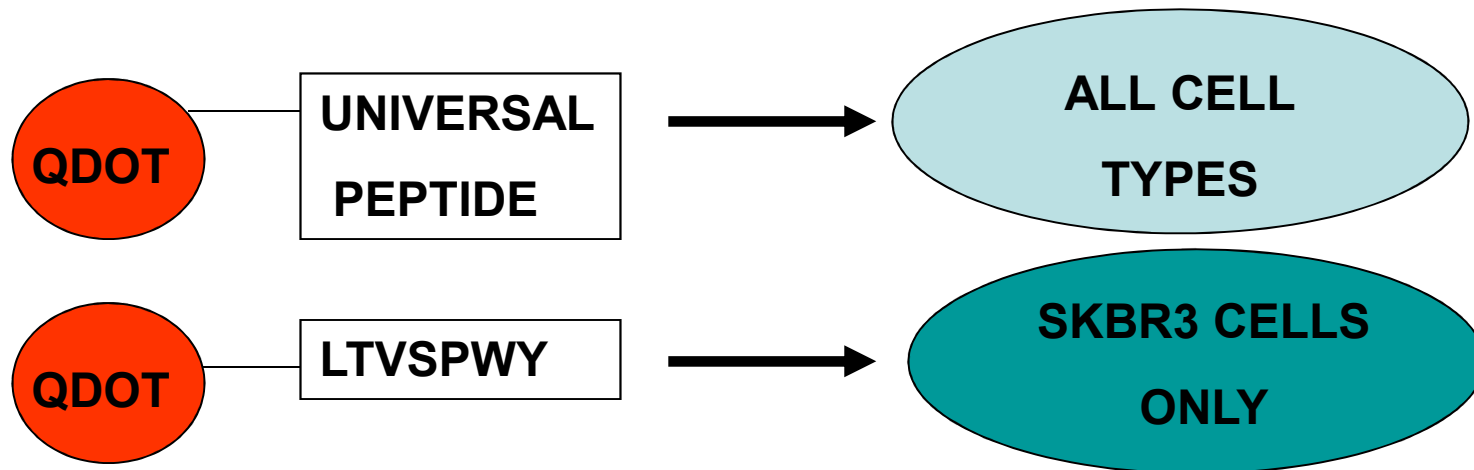 QDOT
UNIVERSAL
PEPTIDE
ALL CELL
TYPES
QDOT
LTVSPWY
SKBR3 CELLS
ONLY